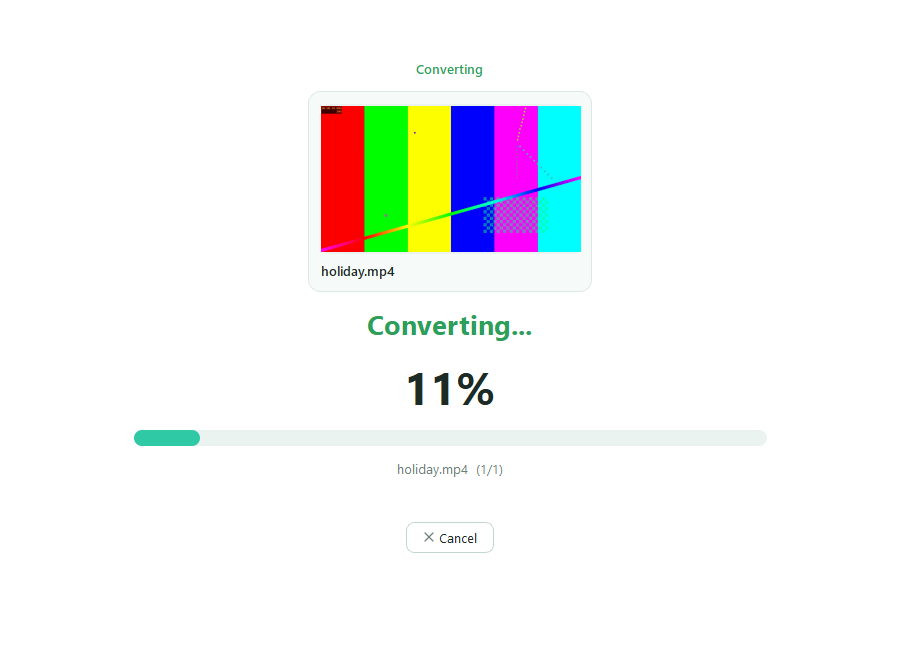 Converting
holiday.mp4
Converting...
11%
holiday.mp4 (1/1)
Cancel